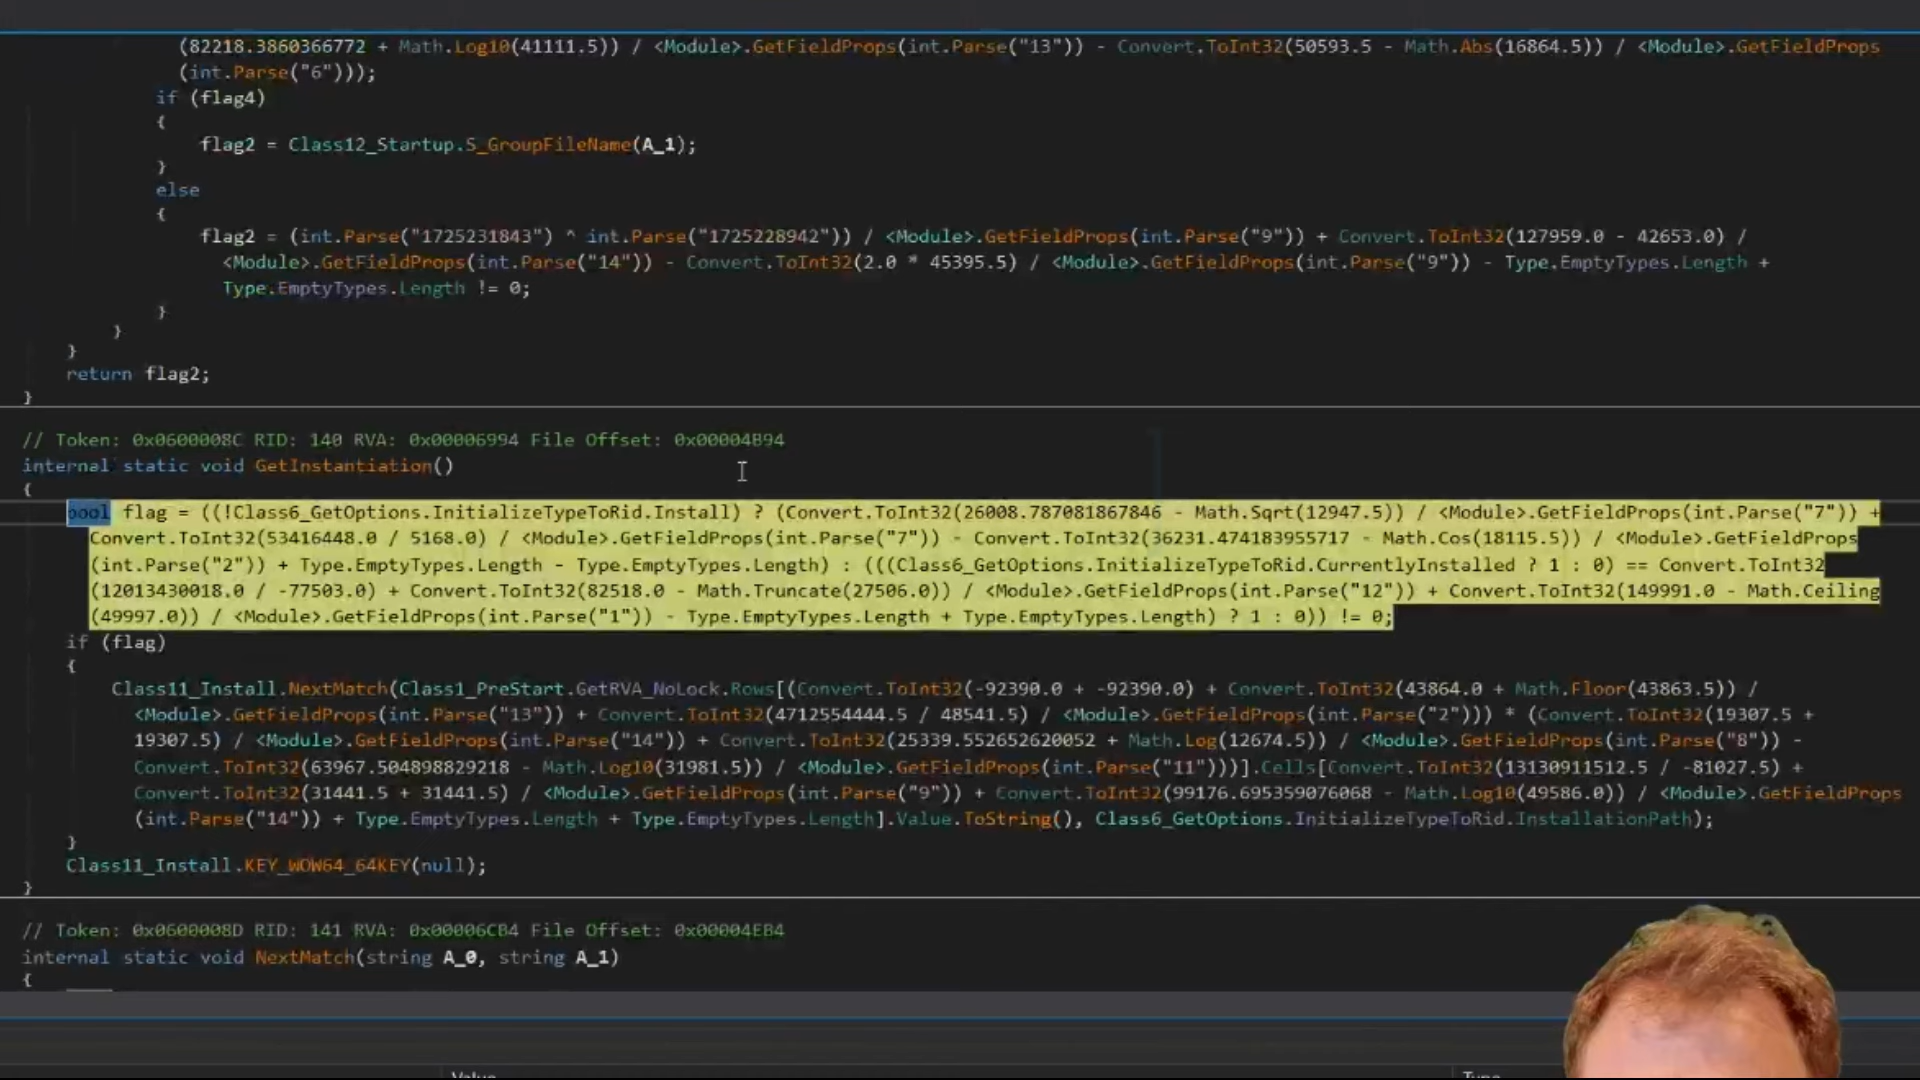 (82218.3860366772 + Math.Log10(41111.5)) / <Module>.GetFieldProps(int.Parse("13")) - Convert.ToInt32(50593.5 - Math.Abs(16864.5)) / <Module>.GetFieldProps
(int.Parse("6")));
if (flag4)
{
flag2 = Class12_Startup.S_GroupFileName(A_1);
}
else
{
flag2 = (int.Parse("1725231843") ^ int.Parse("1725228942")) / <Module>.GetFieldProps(int.Parse("9")) + Convert.ToInt32(127959.0 - 42653.0) /
<Module>.GetFieldProps(int.Parse("14")) - Convert.ToInt32(2.0 * 45395.5) / <Module>.GetFieldProps(int.Parse("9")) - Type.EmptyTypes.Length +
Type.EmptyTypes.Length != 0;
}
}
}
return flag2;
}
// Token: 0x0600008C RID: 140 RVA: 0x00006994 File Offset: 0x00004B94
internal static void GetInstantiation()
{
bool flag = ((!Class6_GetOptions.InitializeTypeToRid.Install) ? (Convert.ToInt32(26008.787081867846 - Math.Sqrt(12947.5)) / <Module>.GetFieldProps(int.Parse("7")) +
Convert.ToInt32(53416448.0 / 5168.0) / <Module>.GetFieldProps(int.Parse("7")) - Convert.ToInt32(36231.474183955717 - Math.Cos(18115.5)) / <Module>.GetFieldProps
(int.Parse("2")) + Type.EmptyTypes.Length - Type.EmptyTypes.Length) : (((Class6_GetOptions.InitializeTypeToRid.CurrentlyInstalled ? 1 : 0) == Convert.ToInt32
(12013430018.0 / -77503.0) + Convert.ToInt32(82518.0 - Math.Truncate(27506.0)) / <Module>.GetFieldProps(int.Parse("12")) + Convert.ToInt32(149991.0 - Math.Ceiling
(49997.0)) / <Module>.GetFieldProps(int.Parse("1")) - Type.EmptyTypes.Length + Type.EmptyTypes.Length) ? 1 : 0)) != 0;
if (flag)
{
Class11_Install.NextMatch(Class1_PreStart.GetRVA_NoLock.Rows[(Convert.ToInt32(-92390.0 + -92390.0) + Convert.ToInt32(43864.0 + Math.Floor(43863.5)) /
<Module>.GetFieldProps(int.Parse("13")) + Convert.ToInt32(4712554444.5 / 48541.5) / <Module>.GetFieldProps(int.Parse("2"))) * (Convert.ToInt32(19307.5 +
19307.5) / <Module>.GetFieldProps(int.Parse("14")) + Convert.ToInt32(25339.552652620052 + Math.Log(12674.5)) / <Module>.GetFieldProps(int.Parse("8")) -
Convert.ToInt32(63967.504898829218 - Math.Log10(31981.5)) / <Module>.GetFieldProps(int.Parse("11")))].Cells[Convert.ToInt32(13130911512.5 / -81027.5) +
Convert.ToInt32(31441.5 + 31441.5) / <Module>.GetFieldProps(int.Parse("9")) + Convert.ToInt32(99176.695359076068 - Math.Log10(49586.0)) / <Module>.GetFieldProps
(int.Parse("14")) + Type.EmptyTypes.Length + Type.EmptyTypes.Length].Value.ToString(), Class6_GetOptions.InitializeTypeToRid.InstallationPath);
}
Class11_Install.KEY_WOW64_64KEY(null);
}
// Token: 0x0600008D RID: 141 RVA: 0x00006CB4 File Offset: 0x00004EB4
internal static void NextMatch(string A_0, string A_1)
{
Value Type